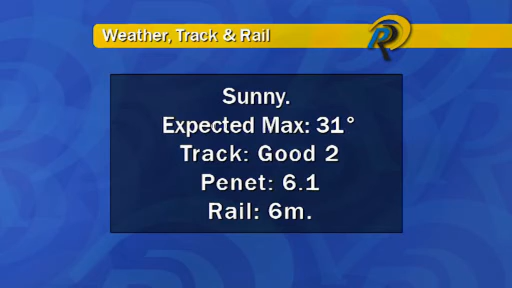 Weather, Track & Rail
R
Sunny.
Expected Max: 31°
Track: Good 2
Penet: 6.1
Rail: 6m.